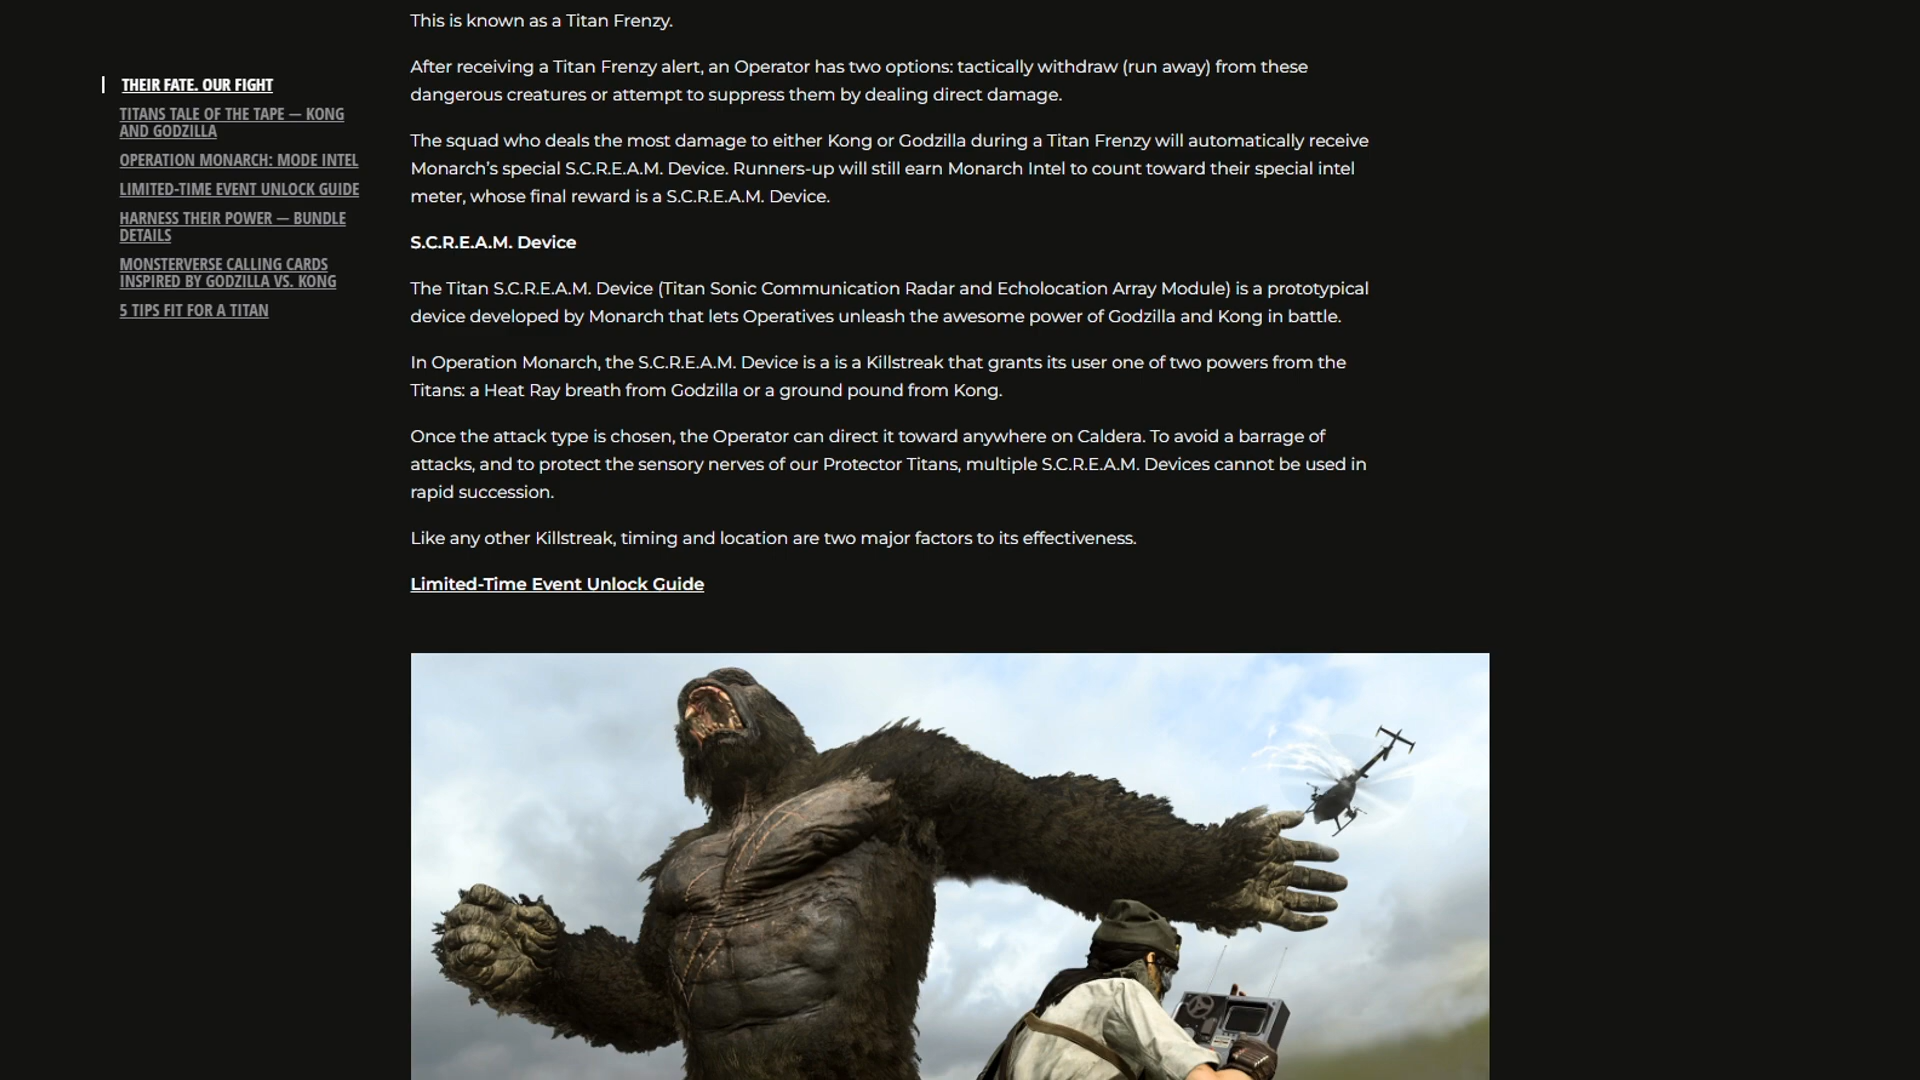 THEIR FATE. OUR FIGHT
TITANS TALE OF THE TAPE — KONG
AND GODZILLA
OPERATION MONARCH: MODE INTEL
LIMITED-TIME EVENT UNLOCK GUIDE
HARNESS THEIR POWER — BUNDLE
DETAILS
MONSTERVERSE CALLING CARDS
INSPIRED BY GODZILLA VS. KONG
5 TIPS FIT FOR A TITAN
This is known as a Titan Frenzy.
After receiving a Titan Frenzy alert, an Operator has two options: tactically withdraw (run away) from these
dangerous creatures or attempt to suppress them by dealing direct damage.
The squad who deals the most damage to either Kong or Godzilla during a Titan Frenzy will automatically receive
Monarch’s special S.C.R.E.A.M. Device. Runners-up will still earn Monarch Intel to count toward their special intel
meter, whose final reward is a S.C.R.E.A.M. Device.
S.C.R.E.A.M. Device
The Titan S.C.R.E.A.M. Device (Titan Sonic Communication Radar and Echolocation Array Module) is a prototypical
device developed by Monarch that lets Operatives unleash the awesome power of Godzilla and Kong in battle.
In Operation Monarch, the S.C.R.E.A.M. Device is a is a Killstreak that grants its user one of two powers from the
Titans: a Heat Ray breath from Godzilla or a ground pound from Kong.
Once the attack type is chosen, the Operator can direct it toward anywhere on Caldera. To avoid a barrage of
attacks, and to protect the sensory nerves of our Protector Titans, multiple S.C.R.E.A.M. Devices cannot be used in
rapid succession.
Like any other Killstreak, timing and location are two major factors to its effectiveness.
Limited-Time Event Unlock Guide